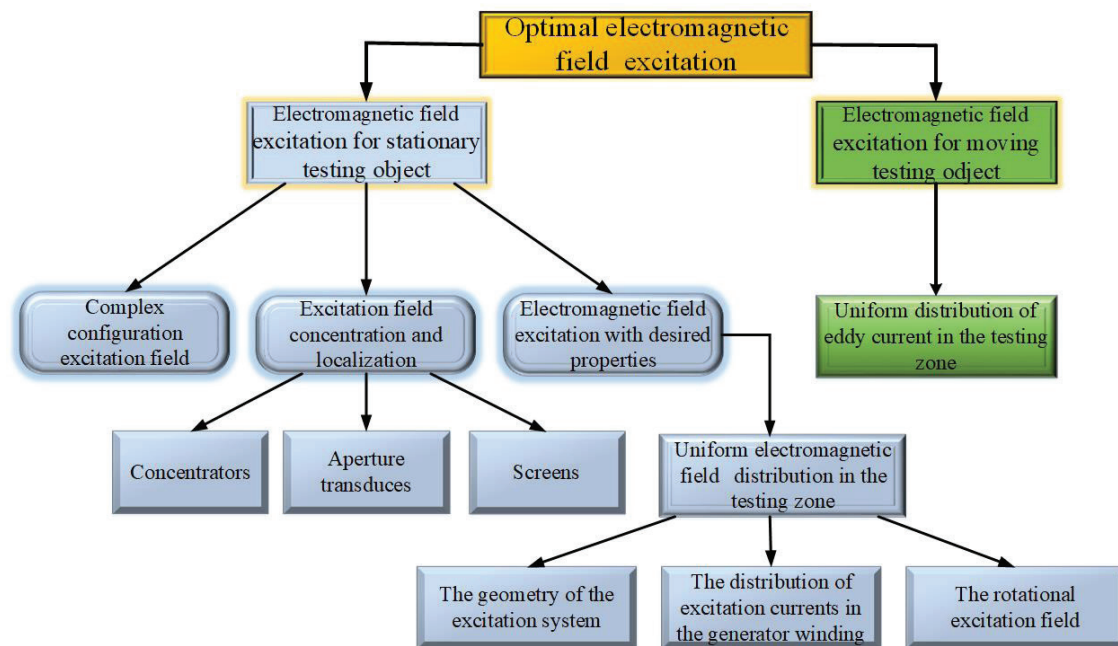 Optimal electromagnetic
field excitation
Electromagnetic field
excitation for stationary
testing object
Electromagnetic field
excitation for moving
testing odject
Complex
configuration
excitation field
Excitation field
concentration and
localization
Electromagnetic field
excitation with desired
properties
Uniform distribution of
eddy current in the testing
zone
Concentrators
Aperture
transduces
Screens
Uniform electromagnetic
field distribution in the
testing zone
The geometry of the
excitation system
The distribution of
excitation currents in
the generator winding
The rotational
excitation field